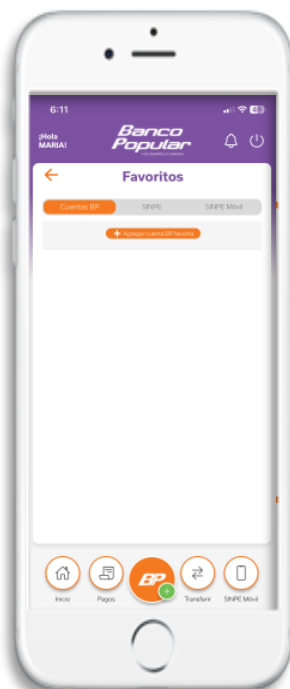 6:11
¡Hola
MARIA!
Banco
Popular
Favoritos
Cuentas BP SINPE SINPE Móvil
+ Agregar cuenta BP favorita
BP
Inicio Pagos Transferir SINPE Móvil